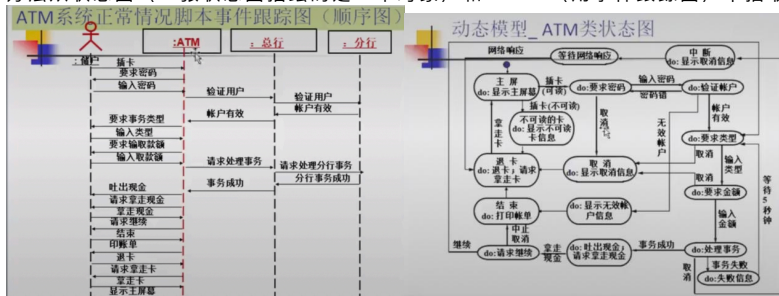 ATM系统正常情况脚本事件跟踪图(顺序图)
:ATM
: 总行
: 分行
插卡
要求密码
输入密码
验证用户
验证用户
帐户有效
帐户有效
要求事务类型
输入类型
要求输取款额
输入取款额
请求处理事务
请求处理分行事务
事务成功
分行事务成功
吐出现金
请求拿走现金
拿走现金
请求继续
结束
印账单
退卡
请求拿走卡
拿走卡
显示主屏幕
动态模型_ATM类状态图
网络响应
等待网络响应
中断
do: 显示取消信息
主屏
do: 显示主屏幕
插卡
(可读)
do:要求密码
输入密码
密码错
do:验证帐户
插卡(不可读)
不可读的卡
do: 显示不可读
卡信息
取消
无效帐户
帐户
有效
do:要求类型
拿走卡
退卡
do:退卡;请求
拿走卡
取消
do: 显示取消信息
取消
输入
类型
取消
do:要求金额
等待5秒钟
结束
do: 打印帐单
do: 显示无效帐
户信息
输入
金额
中止
取消
继续
do:请求继续
拿走
现金
do: 吐出现金;
请求拿走现金
事务成功
do:处理事务
取消
事务失败
do:失败信息